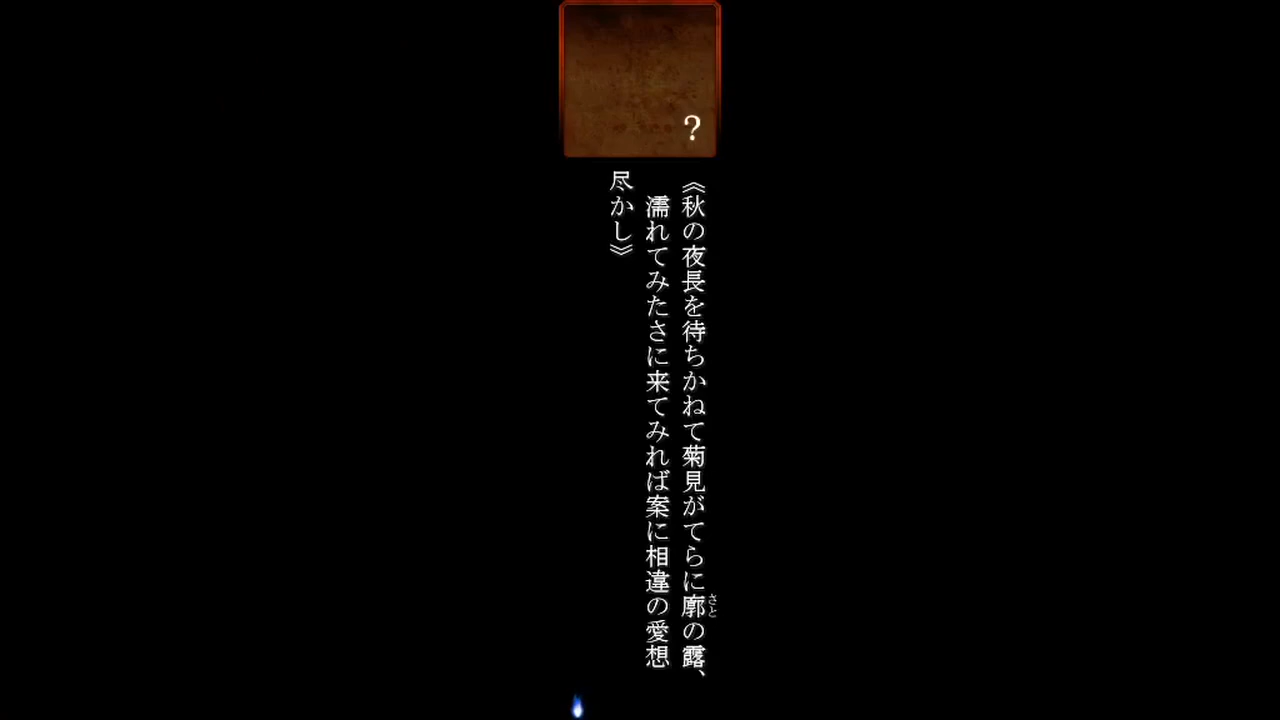 ?
《秋の夜長を待ちかねて菊見がてらに廓の露、
さと
濡れてみたさに来てみれば案に相違の愛想
尽かし》